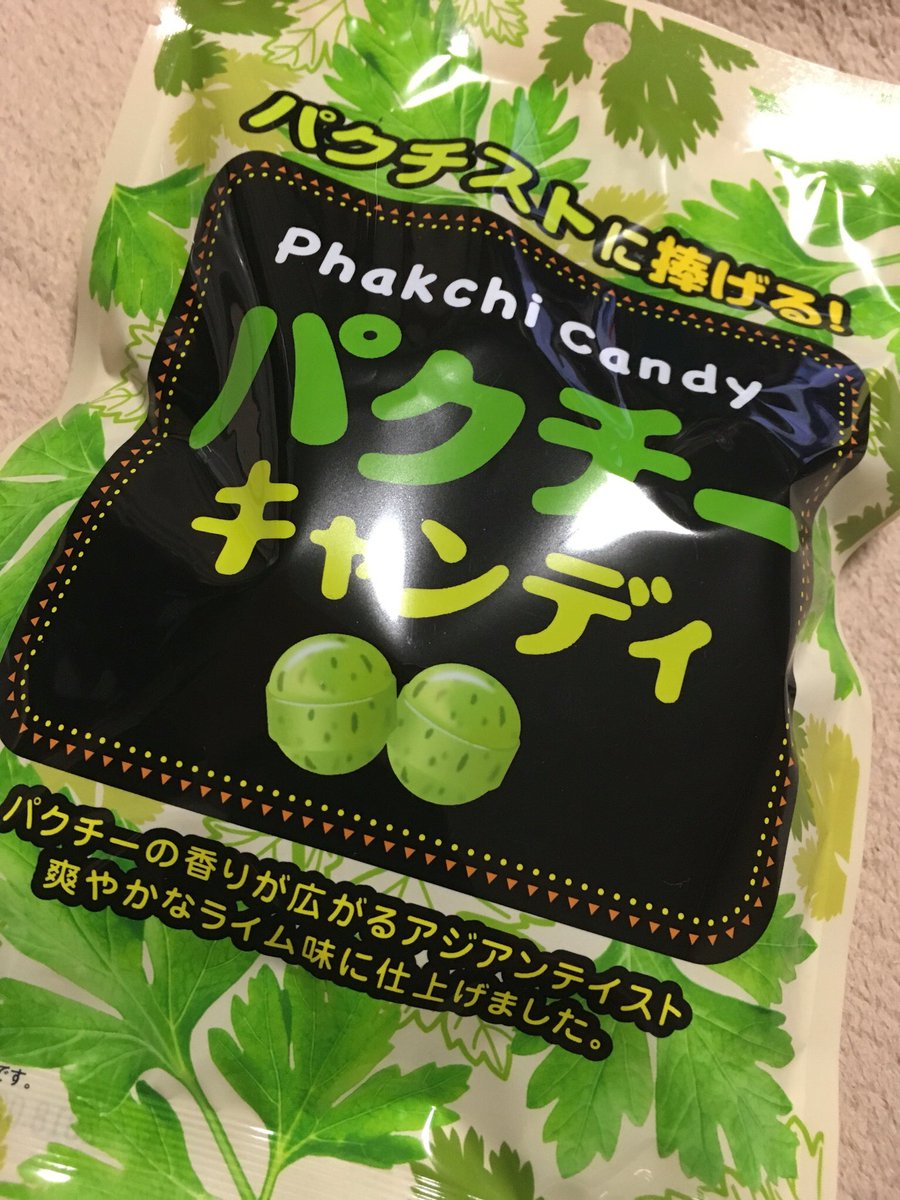 パクチストに捧げる!
Phakchi Candy
パクチー
キャンディ
パクチーの香りが広がるアジアンテイスト
爽やかなライム味に仕上げました。
です。